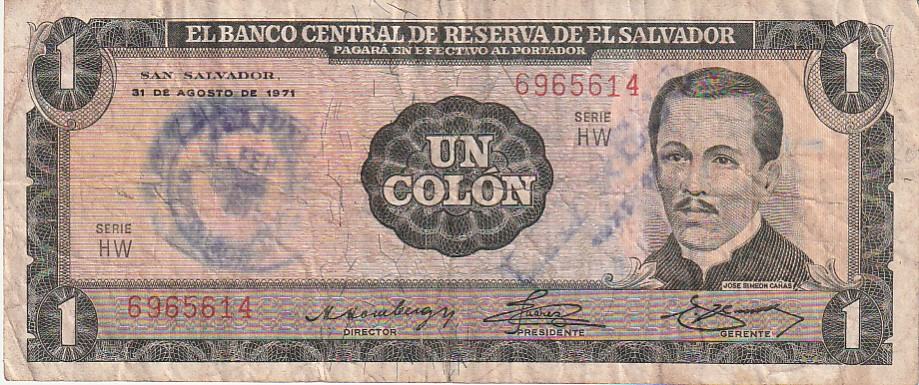 1
EL BANCO CENTRAL DE RESERVA DE EL SALVADOR
PAGARÁ EN EFECTIVO AL PORTADOR
SAN SALVADOR,
31 DE AGOSTO DE 1971
6965614
SERIE
HW
UN
COLÓN
SERIE
HW
JOSE SIMEON CAÑAS
6965614
DIRECTOR
PRESIDENTE
GERENTE
1
1
1